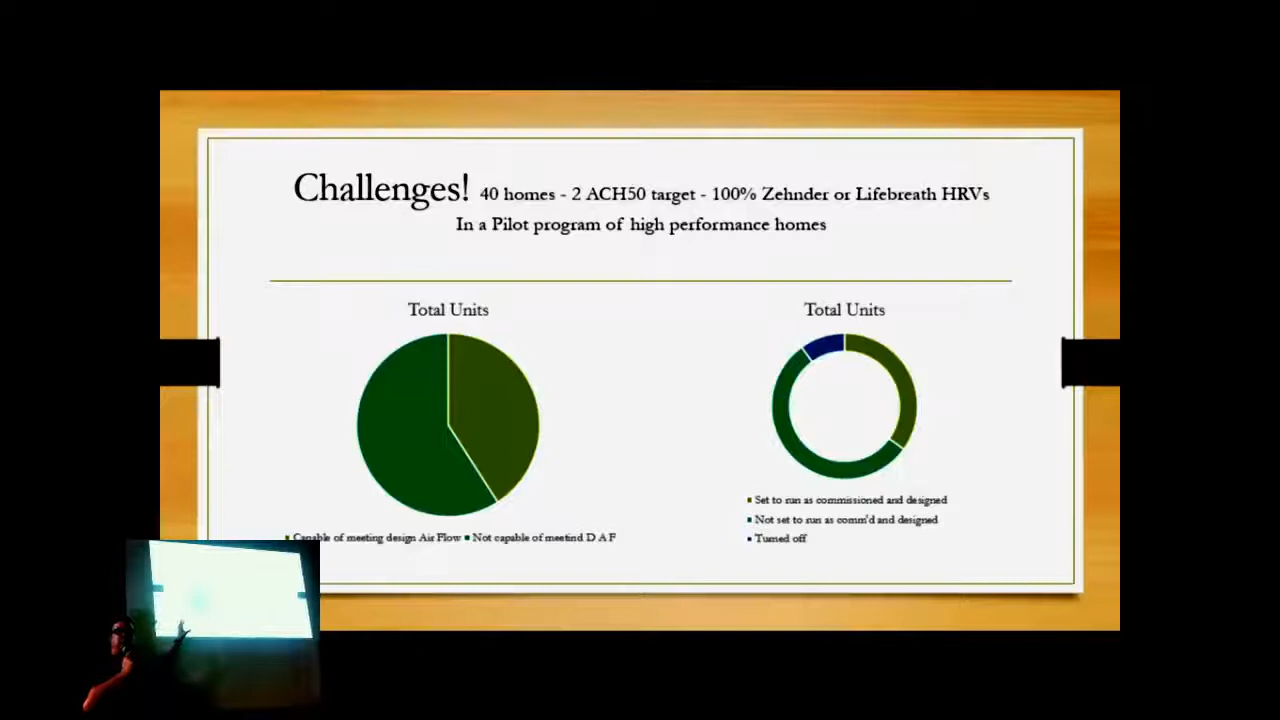 Challenges! 40 homes - 2 ACH50 target - 100% Zehnder or Lifebreath HRVs
In a Pilot program of high performance homes
Total Units
Capable of meeting design Air Flow Not capable of meetind D A F
Total Units
Set to run as commissioned and designed
Not set to run as comm'd and designed
Turned off